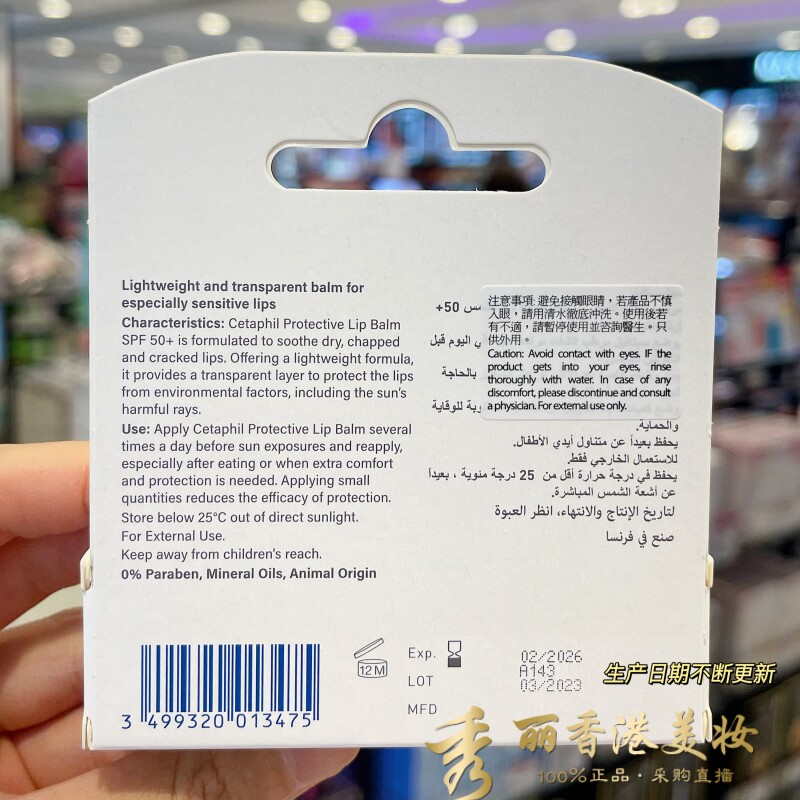 Lightweight and transparent balm for
especially sensitive lips
Characteristics: Cetaphil Protective Lip Balm
SPF 50+ is formulated to soothe dry, chapped
and cracked lips. Offering a lightweight formula,
it provides a transparent layer to protect the lips
from environmental factors, including the sun's
harmful rays.
Use: Apply Cetaphil Protective Lip Balm several
times a day before sun exposures and reapply,
especially after eating or when extra comfort
and protection is needed. Applying small
quantities reduces the efficacy of protection.
Store below 25°C out of direct sunlight.
For External Use.
Keep away from children's reach.
0% Paraben, Mineral Oils, Animal Origin
50+
注意事項: 避免接觸眼睛，若產品不慎
入眼，請用清水徹底沖洗。使用後若
有不適，請暫停使用並咨詢醫生。只
供外用。
Caution: Avoid contact with eyes. IF the
product gets into your eyes, rinse
thoroughly with water. In case of any
discomfort, please discontinue and consult
a physician. For external use only.
ي اليوم قبل
بالحاجة
بة للوقاية
والحماية.
يحفظ بعيداً عن متناول أيدي الأطفال.
للاستعمال الخارجي فقط.
يحفظ في درجة حرارة أقل من 25 درجة مئوية ، بعيداً
عن أشعة الشمس المباشرة.
لتاريخ الإنتاج والانتهاء، انظر العبوة
صنع في فرنسا
3 499320 013475
12M
Exp. 02/2026
LOT A143
MFD 03/2023
生产日期不断更新
秀丽香港美妆
100%正品·采购直播